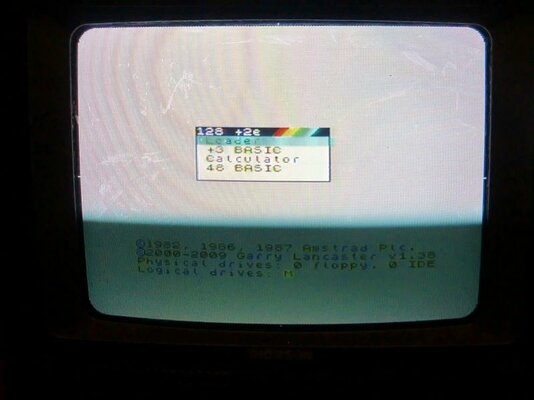 128 +2e
Loader
+3 BASIC
Calculator
48 BASIC
©1982, 1986, 1987 Amstrad Plc.
©2000-2009 Garry Lancaster v1.38
Physical drives: 0 floppy, 0 IDE
Logical drives: M
THOMSON